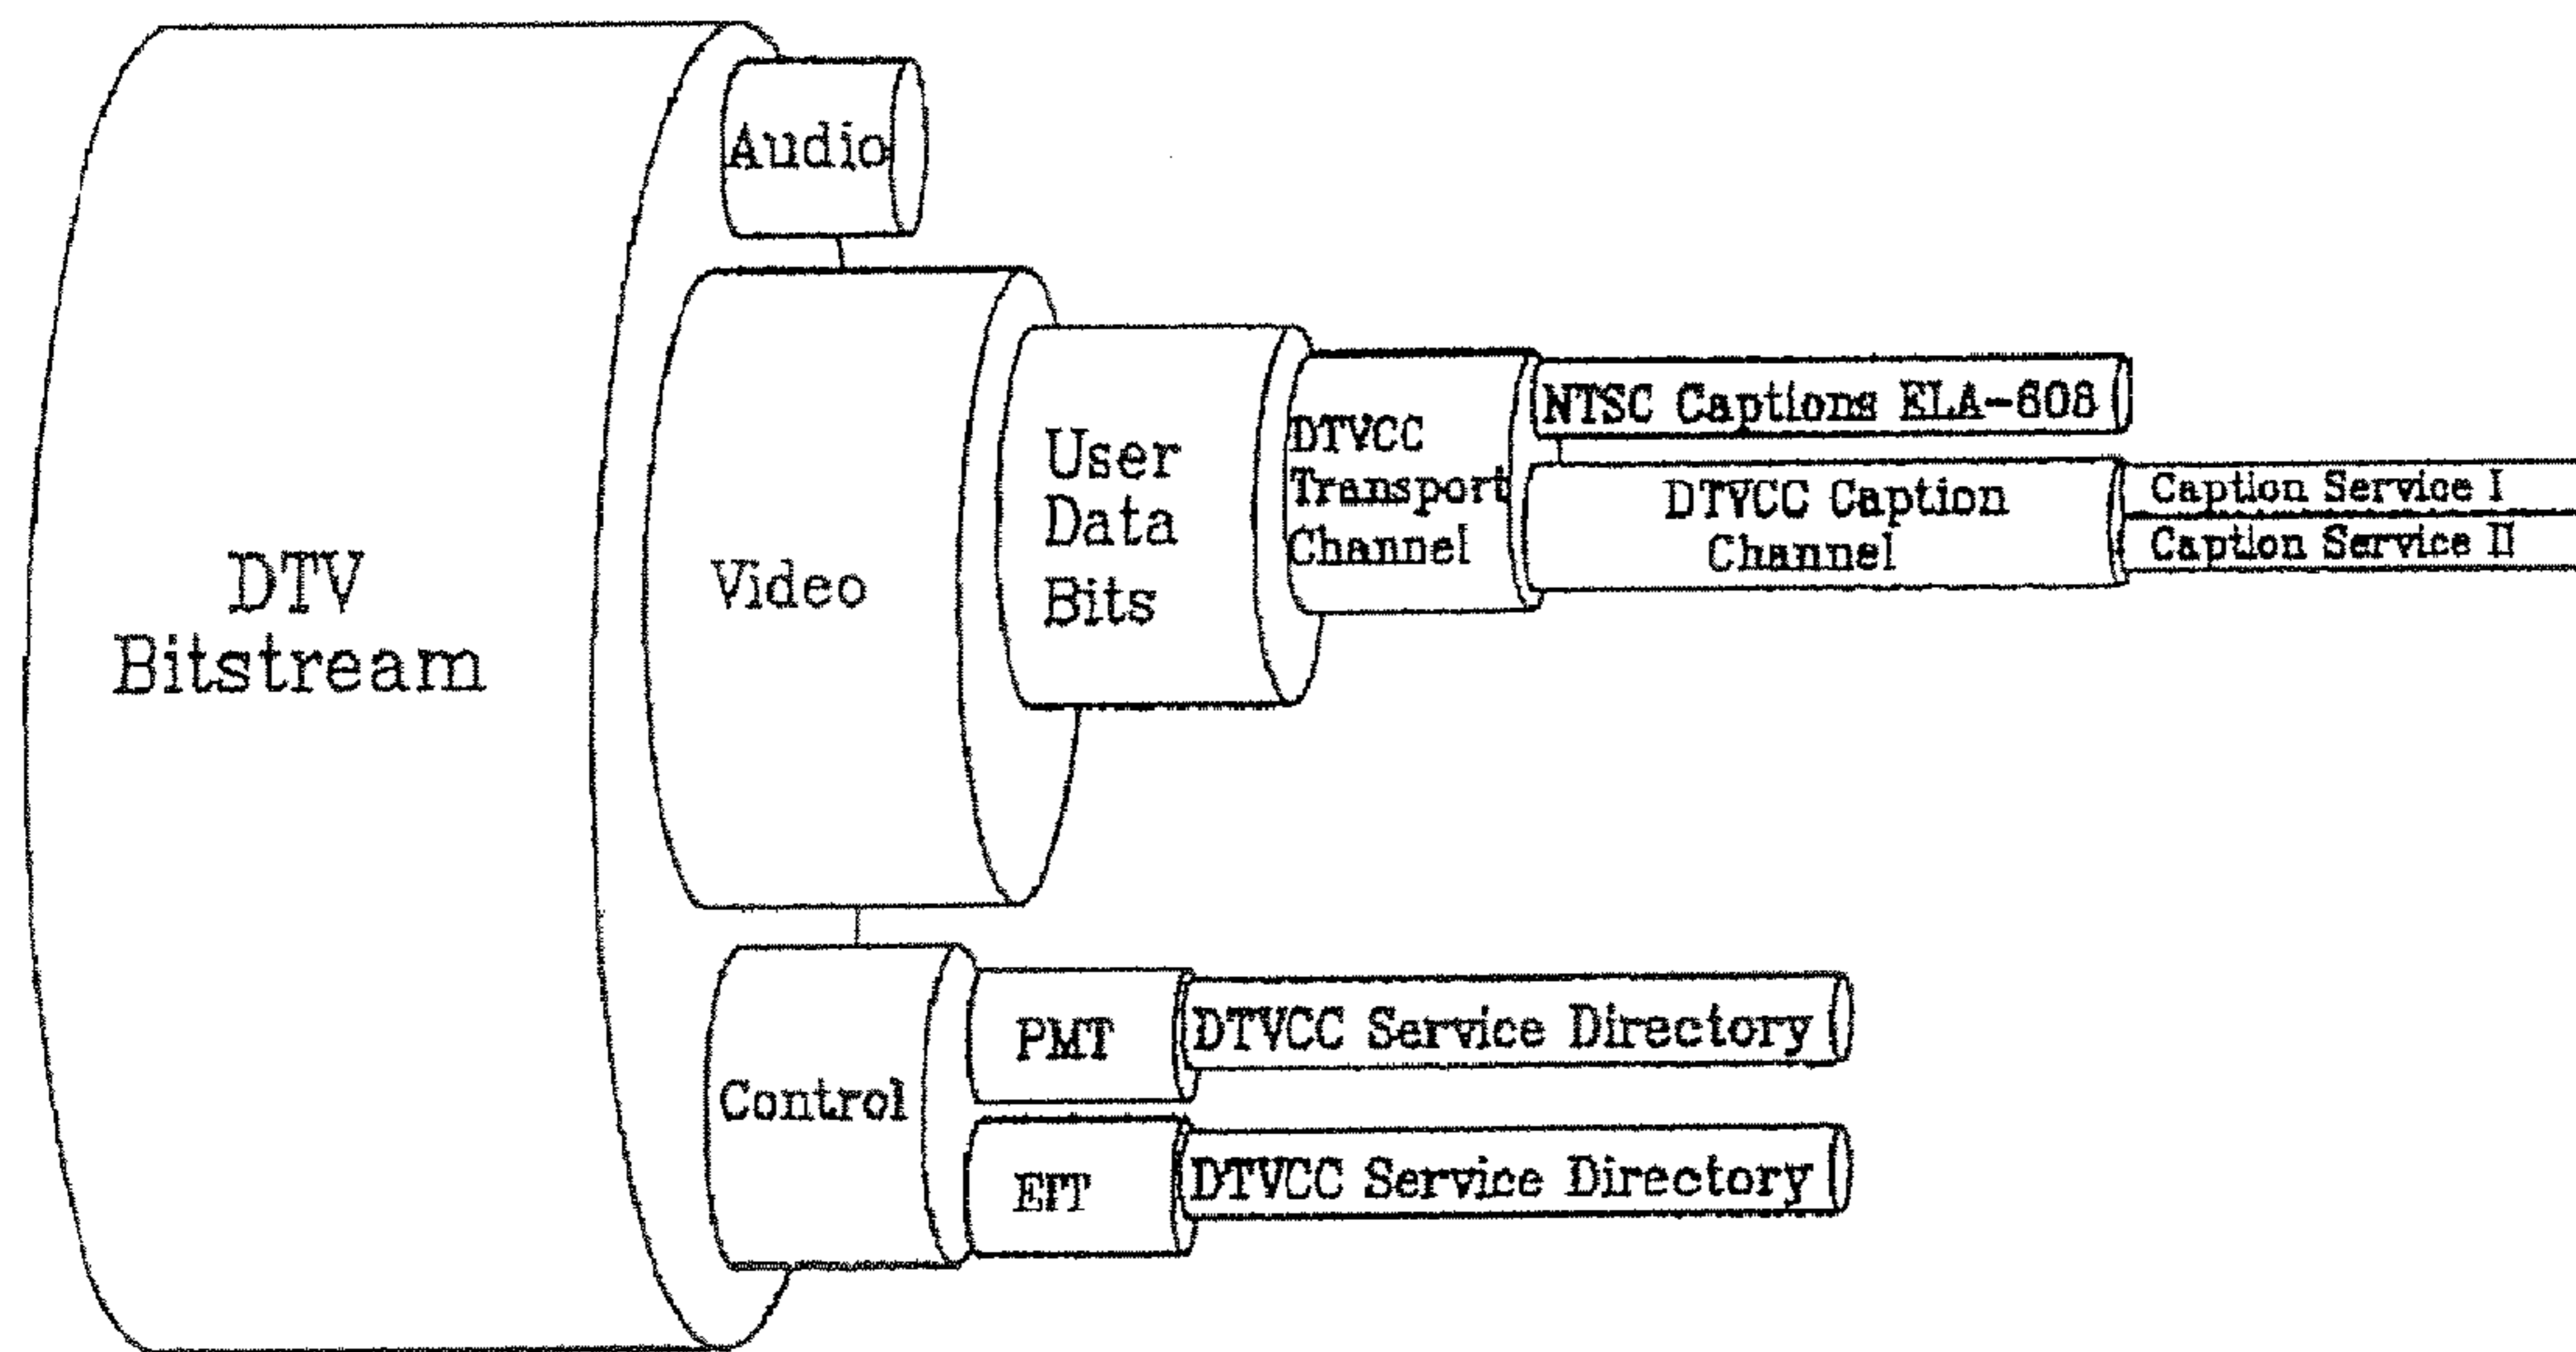 Audio
DTV
Bitstream
Video
User
Data
Bits
DTVCC
Transport
Channel
NTSC Captions ELA-608
DTVCC Caption
Channel
Caption Service I
Caption Service II
Control
PMT
DTVCC Service Directory
EIT
DTVCC Service Directory